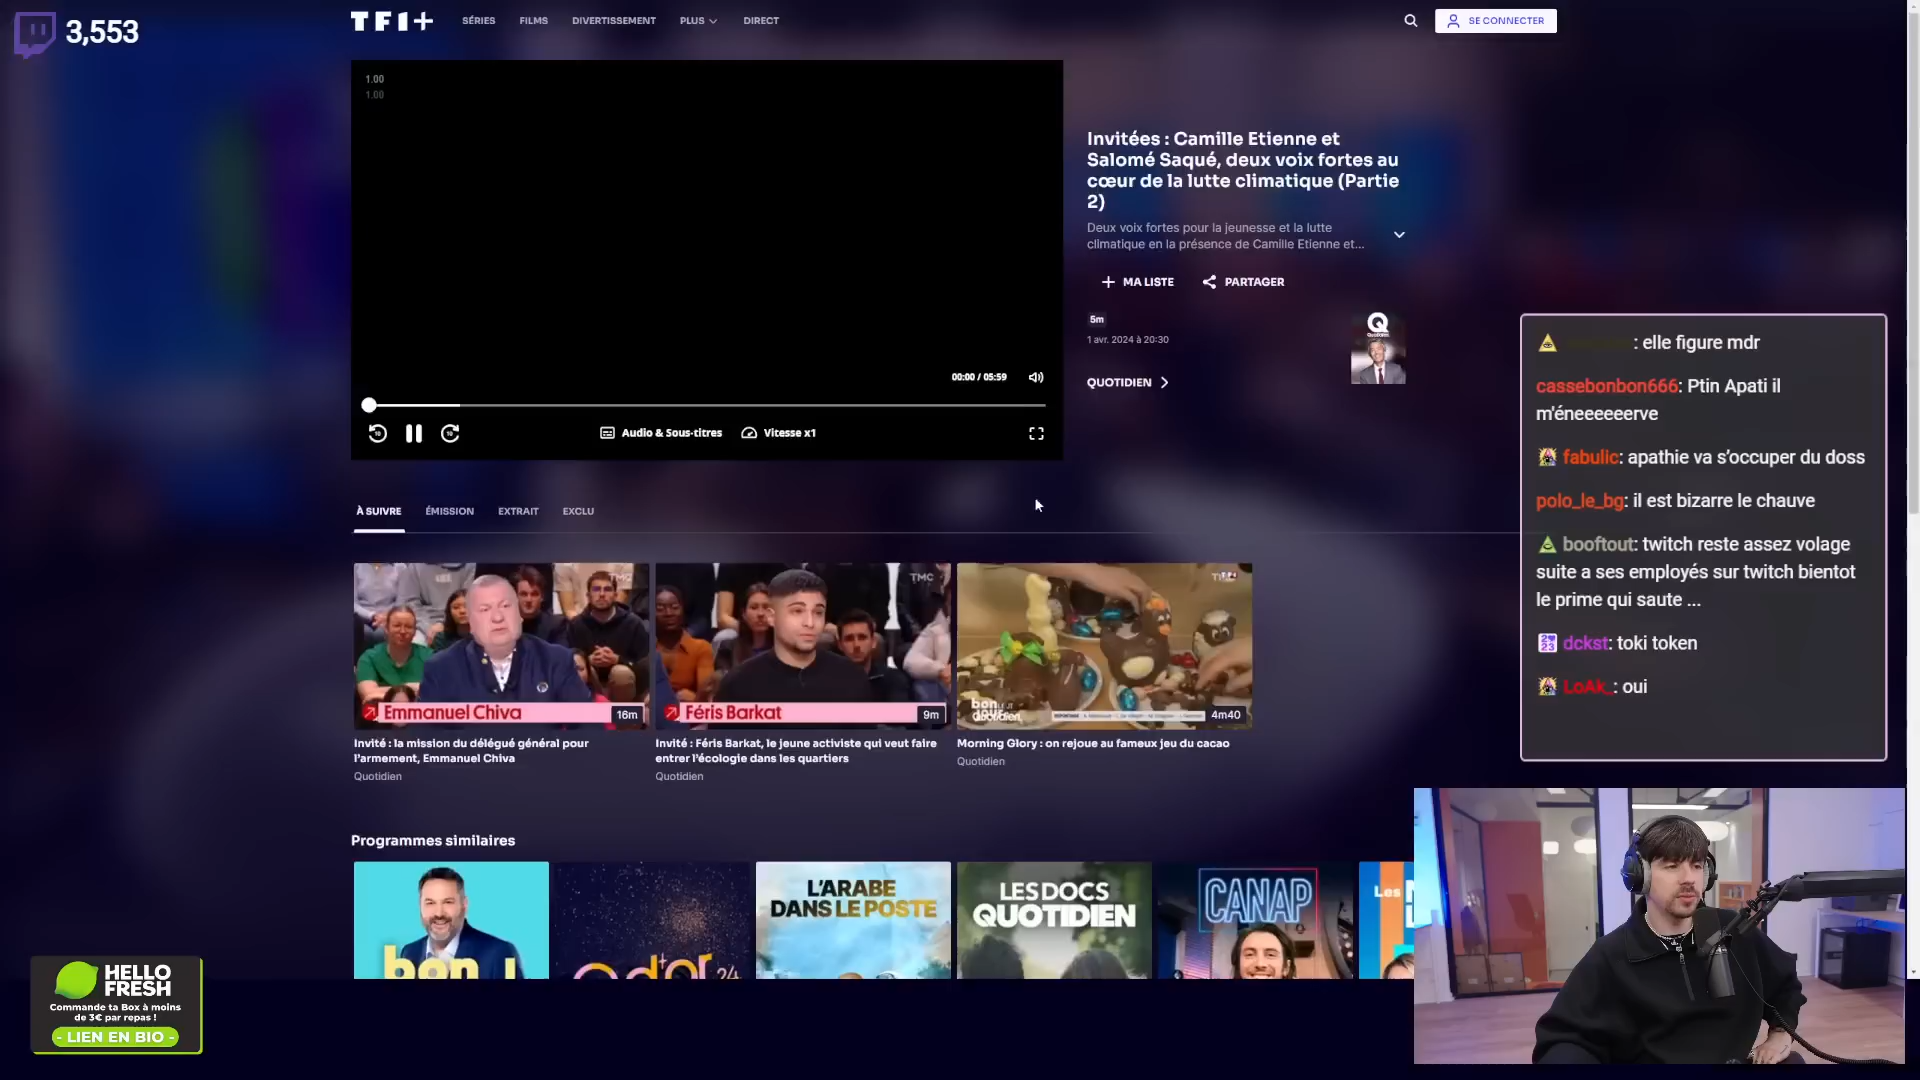 3,553
TF1+
SÉRIES
FILMS
DIVERTISSEMENT
PLUS
DIRECT
SE CONNECTER
1.00
1.00
00:00 / 05:59
Audio & Sous-titres
Vitesse x1
Invitées : Camille Etienne et
Salomé Saqué, deux voix fortes au
cœur de la lutte climatique (Partie
2)
Deux voix fortes pour la jeunesse et la lutte
climatique en la présence de Camille Etienne et...
MA LISTE
PARTAGER
5m
1 avr. 2024 à 20:30
QUOTIDIEN
Q
: elle figure mdr
cassebonbon666: Ptin Apati il
m'éneeeeeerve
fabulic: apathie va s'occuper du doss
polo_le_bg: il est bizarre le chauve
booftout: twitch reste assez volage
suite a ses employés sur twitch bientot
le prime qui saute ...
dckst: toki token
LoAk_: oui
À SUIVRE
ÉMISSION
EXTRAIT
EXCLU
TMC
Emmanuel Chiva
16m
TMC
Féris Barkat
9m
bon
jour
Quotidien,
4m40
Invité : la mission du délégué général pour
l'armement, Emmanuel Chiva
Quotidien
Invité : Féris Barkat, le jeune activiste qui veut faire
entrer l'écologie dans les quartiers
Quotidien
Morning Glory : on rejoue au fameux jeu du cacao
Quotidien
Programmes similaires
L'ARABE
DANS LE POSTE
LES DOCS
QUOTIDIEN
CANAP
Les
HELLO
FRESH
Commande ta Box à moins
de 3€ par repas !
- LIEN EN BIO -